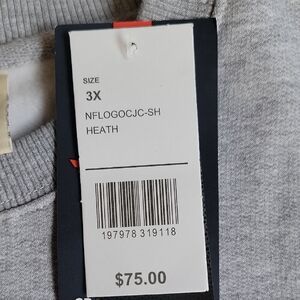 SIZE
3X
NFLOGOCJC-SH
HEATH
197978 319118
$75.00